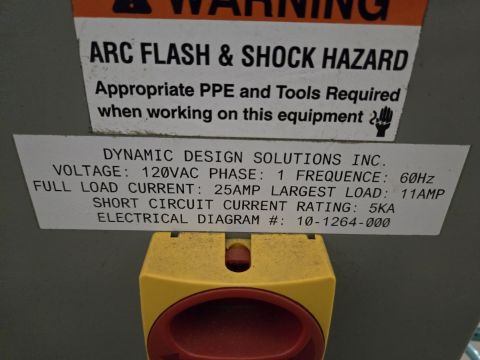 WARNING
ARC FLASH & SHOCK HAZARD
Appropriate PPE and Tools Required
when working on this equipment
DYNAMIC DESIGN SOLUTIONS INC.
VOLTAGE: 120VAC PHASE: 1 FREQUENCE: 60Hz
FULL LOAD CURRENT: 25AMP LARGEST LOAD: 11AMP
SHORT CIRCUIT CURRENT RATING: 5KA
ELECTRICAL DIAGRAM #: 10-1264-000